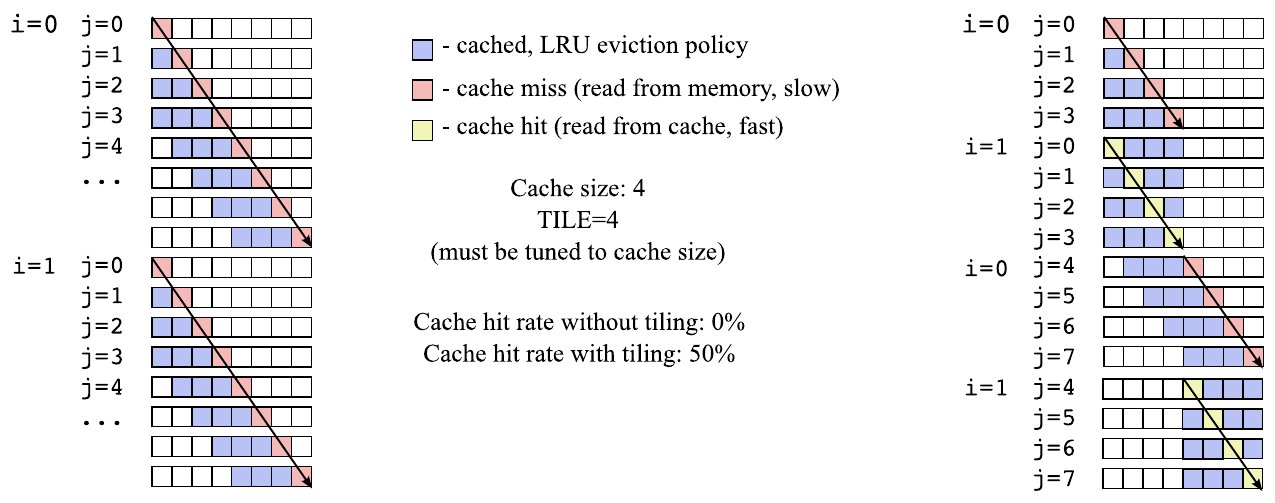 i=0 j=0
j=1
j=2
j=3
j=4
...
i=1 j=0
j=1
j=2
j=3
j=4
...
- cached, LRU eviction policy
- cache miss (read from memory, slow)
- cache hit (read from cache, fast)
Cache size: 4
TILE=4
(must be tuned to cache size)
Cache hit rate without tiling: 0%
Cache hit rate with tiling: 50%
i=0 j=0
j=1
j=2
j=3
i=1 j=0
j=1
j=2
j=3
i=0 j=4
j=5
j=6
j=7
i=1 j=4
j=5
j=6
j=7